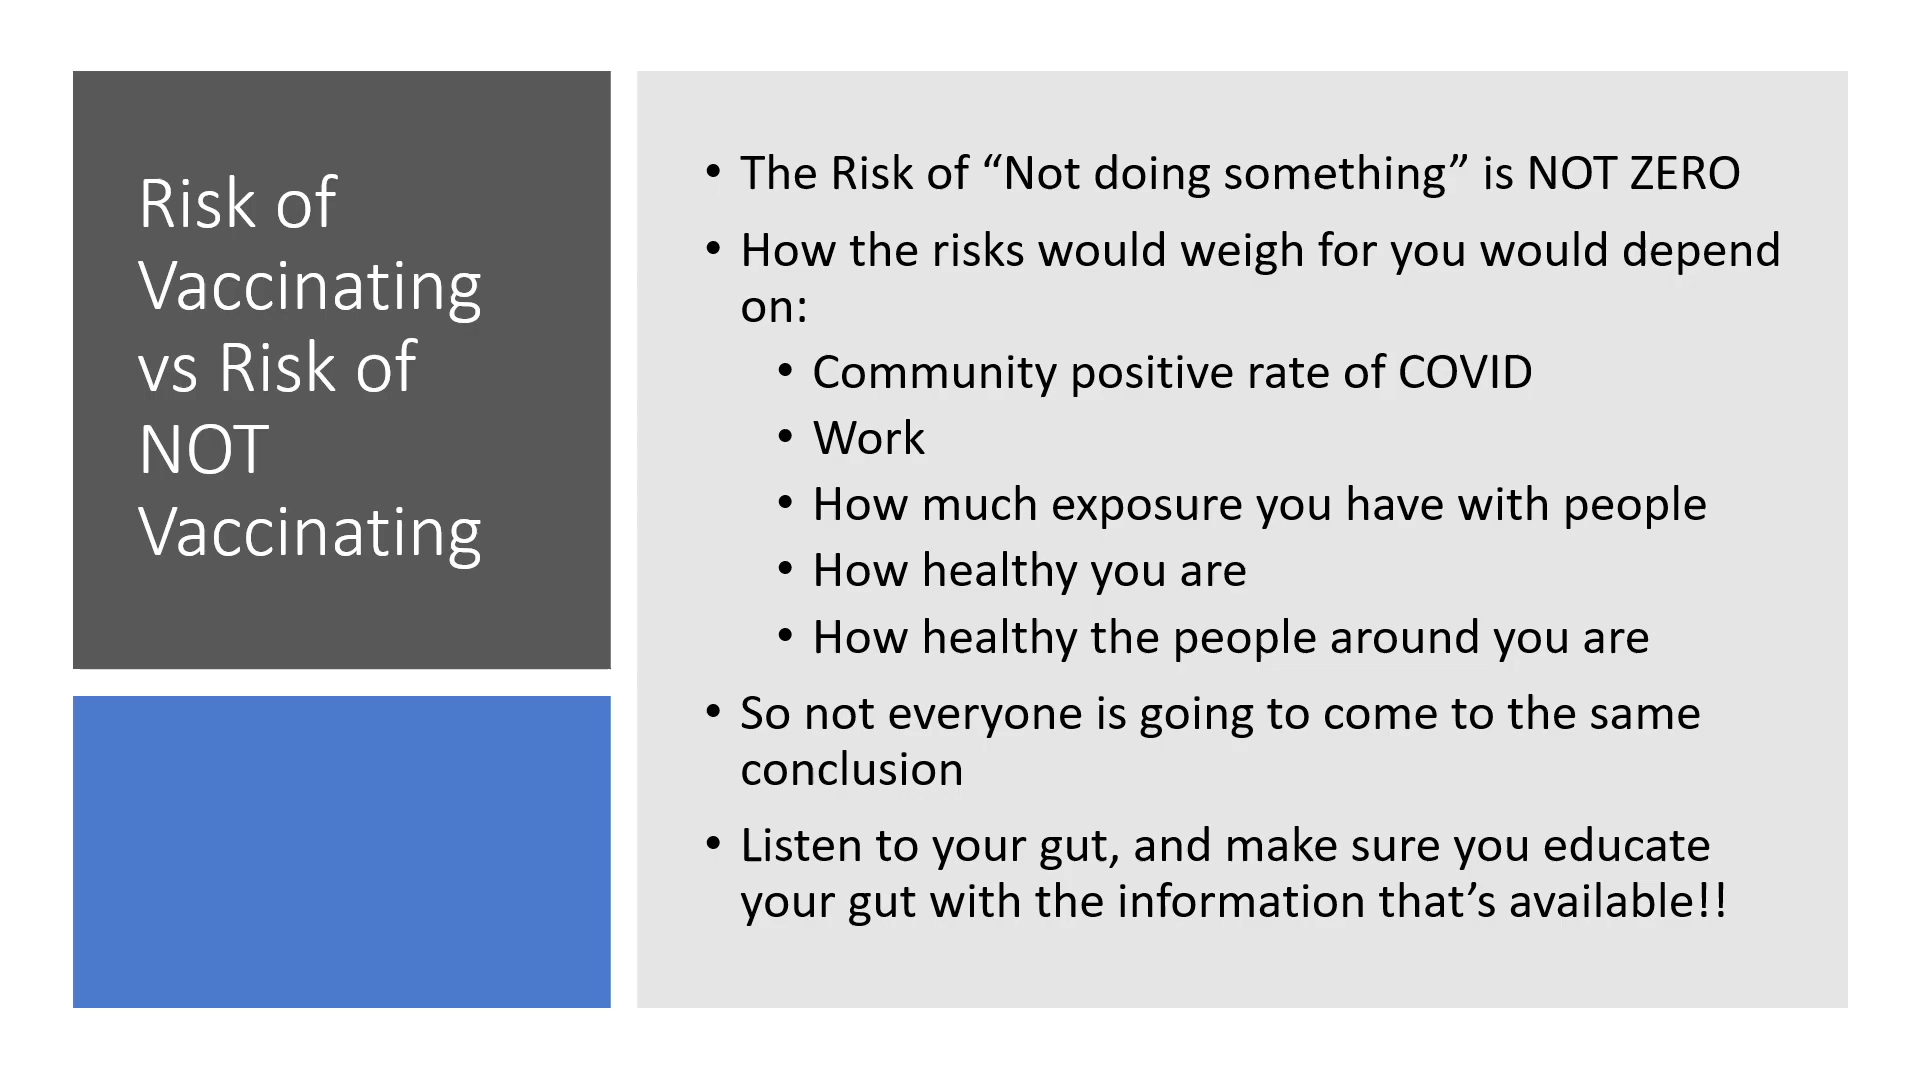 Risk of
Vaccinating
vs Risk of
NOT
Vaccinating
• The Risk of “Not doing something” is NOT ZERO
• How the risks would weigh for you would depend
on:
• Community positive rate of COVID
• Work
• How much exposure you have with people
• How healthy you are
• How healthy the people around you are
• So not everyone is going to come to the same
conclusion
• Listen to your gut, and make sure you educate
your gut with the information that’s available!!